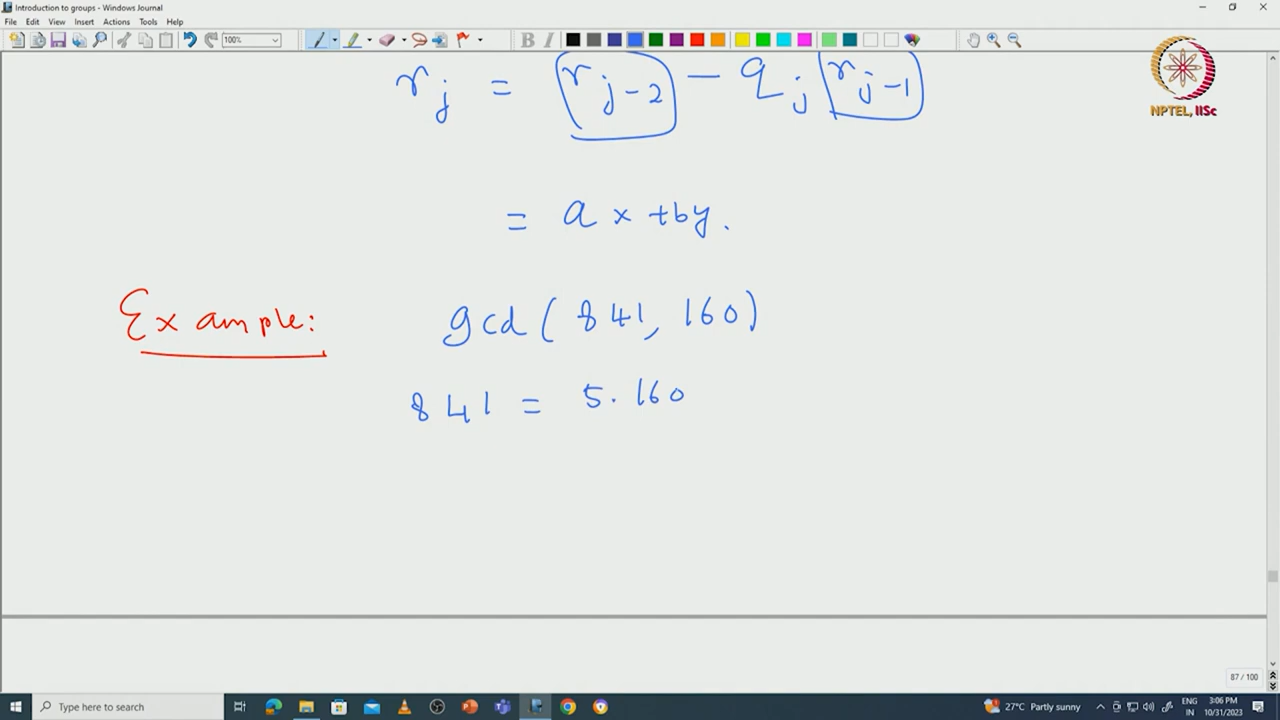 Introduction to groups - Windows Journal
File Edit View Insert Actions Tools Help
100% B I
NPTEL, IISc
r_j = r_{j-2} - q_j r_{j-1}
= ax + by.
Example: gcd(841, 160)
841 = 5.160
87 / 100
Type here to search
27°C Partly sunny
ENG
IN
3:06 PM
10/31/2023